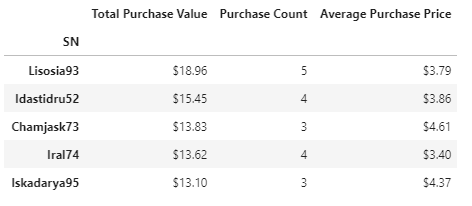 Total Purchase Value Purchase Count Average Purchase Price
SN
Lisosia93 $18.96 5 $3.79
Idastidru52 $15.45 4 $3.86
Chamjask73 $13.83 3 $4.61
Iral74 $13.62 4 $3.40
Iskadarya95 $13.10 3 $4.37